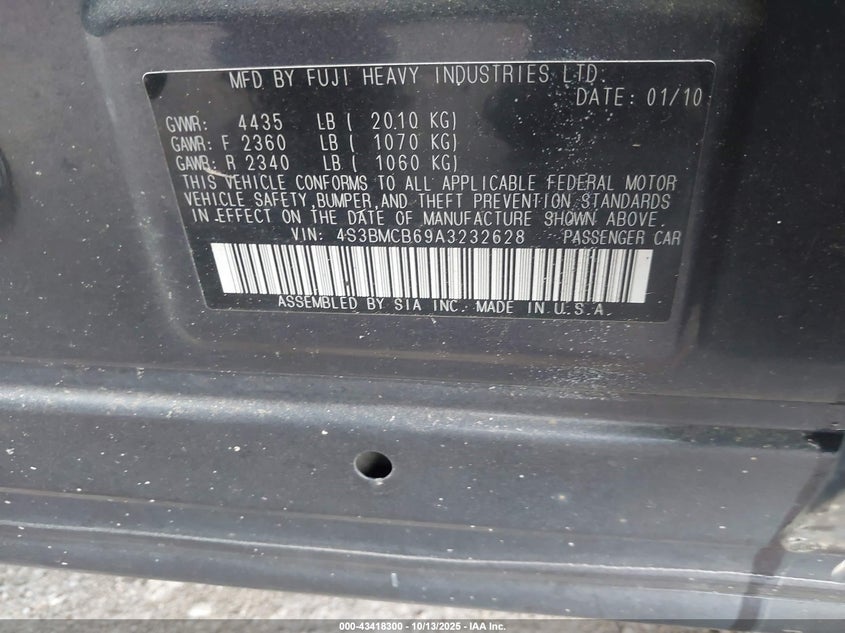 MFD BY FUJI HEAVY INDUSTRIES LTD.
DATE: 01/10
GVWR: 4435 LB ( 2010 KG)
GAWR: F 2360 LB ( 1070 KG)
GAWR: R 2340 LB ( 1060 KG)
THIS VEHICLE CONFORMS TO ALL APPLICABLE FEDERAL MOTOR
VEHICLE SAFETY, BUMPER, AND THEFT PREVENTION STANDARDS
IN EFFECT ON THE DATE OF MANUFACTURE SHOWN ABOVE.
VIN: 4S3BMCB69A3232628 PASSENGER CAR
ASSEMBLED BY SIA INC. MADE IN U.S.A.
000-43418300 - 10/13/2025 - IAA Inc.